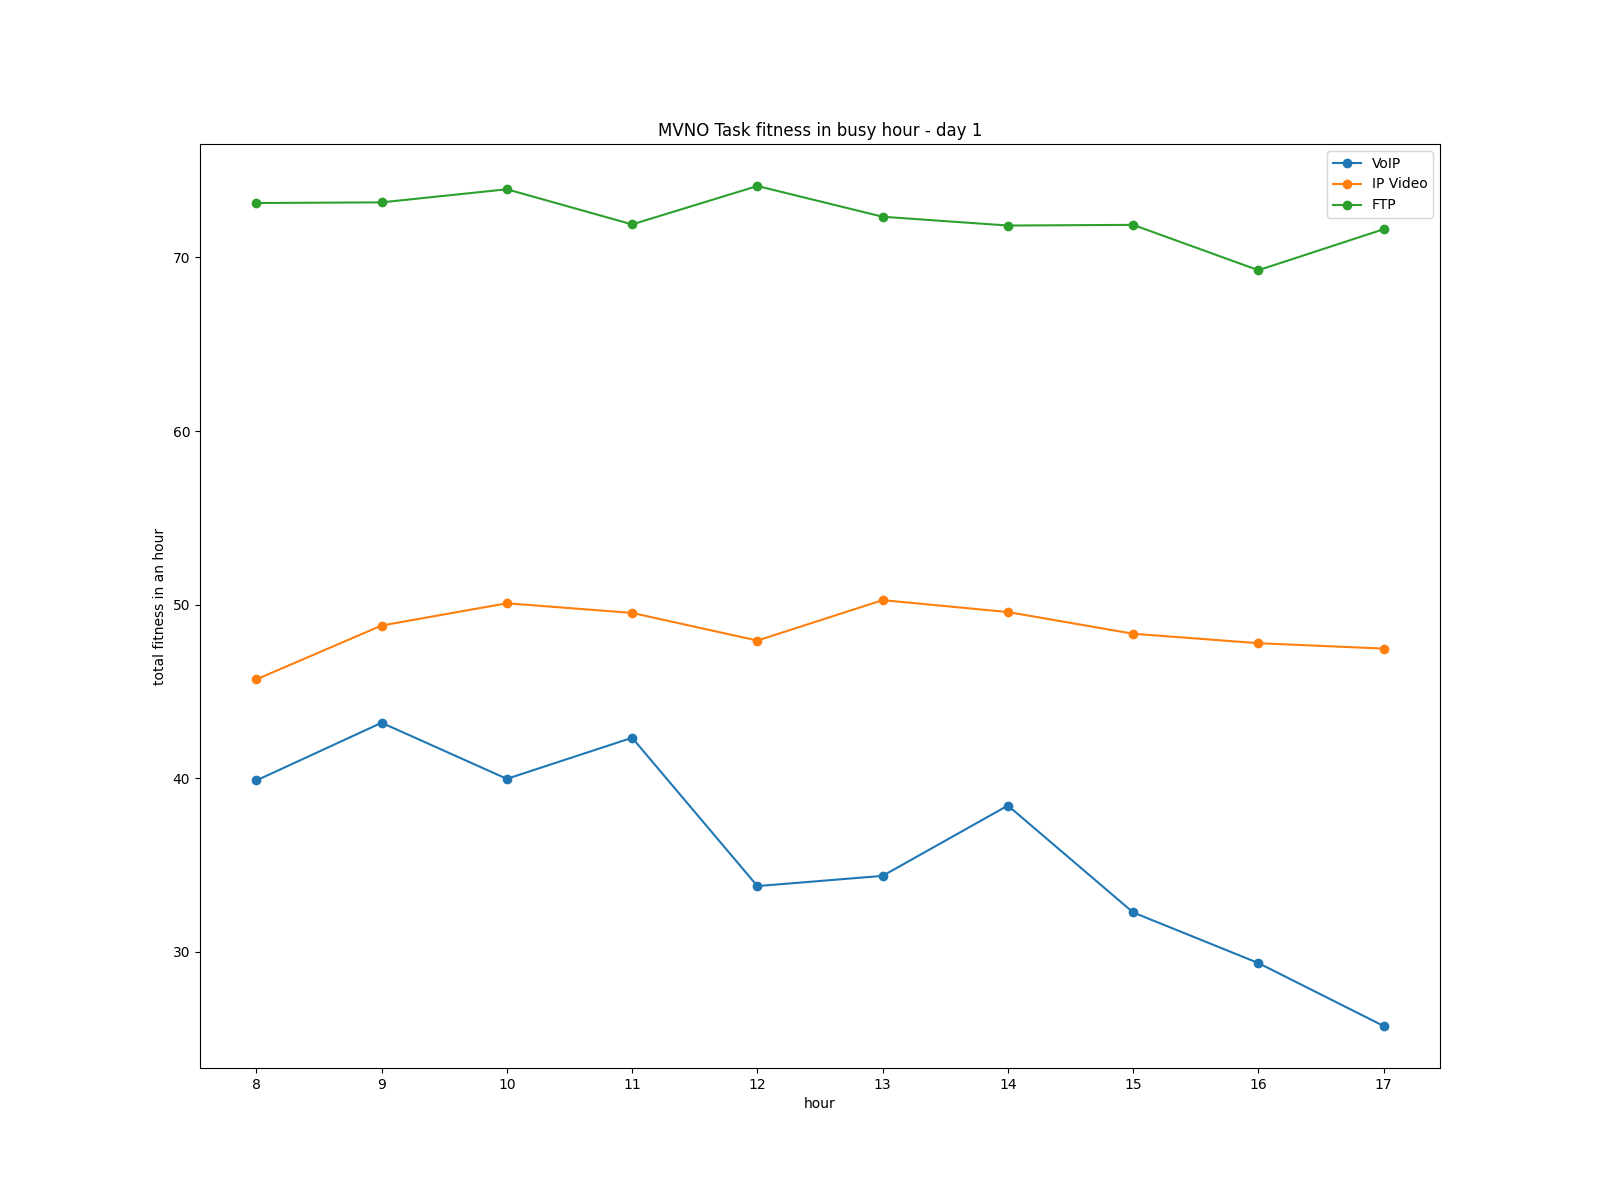 MVNO Task fitness in busy hour - day 1
VoIP
IP Video
FTP
70
60
50
40
30
total fitness in an hour
8 9 10 11 12 13 14 15 16 17
hour